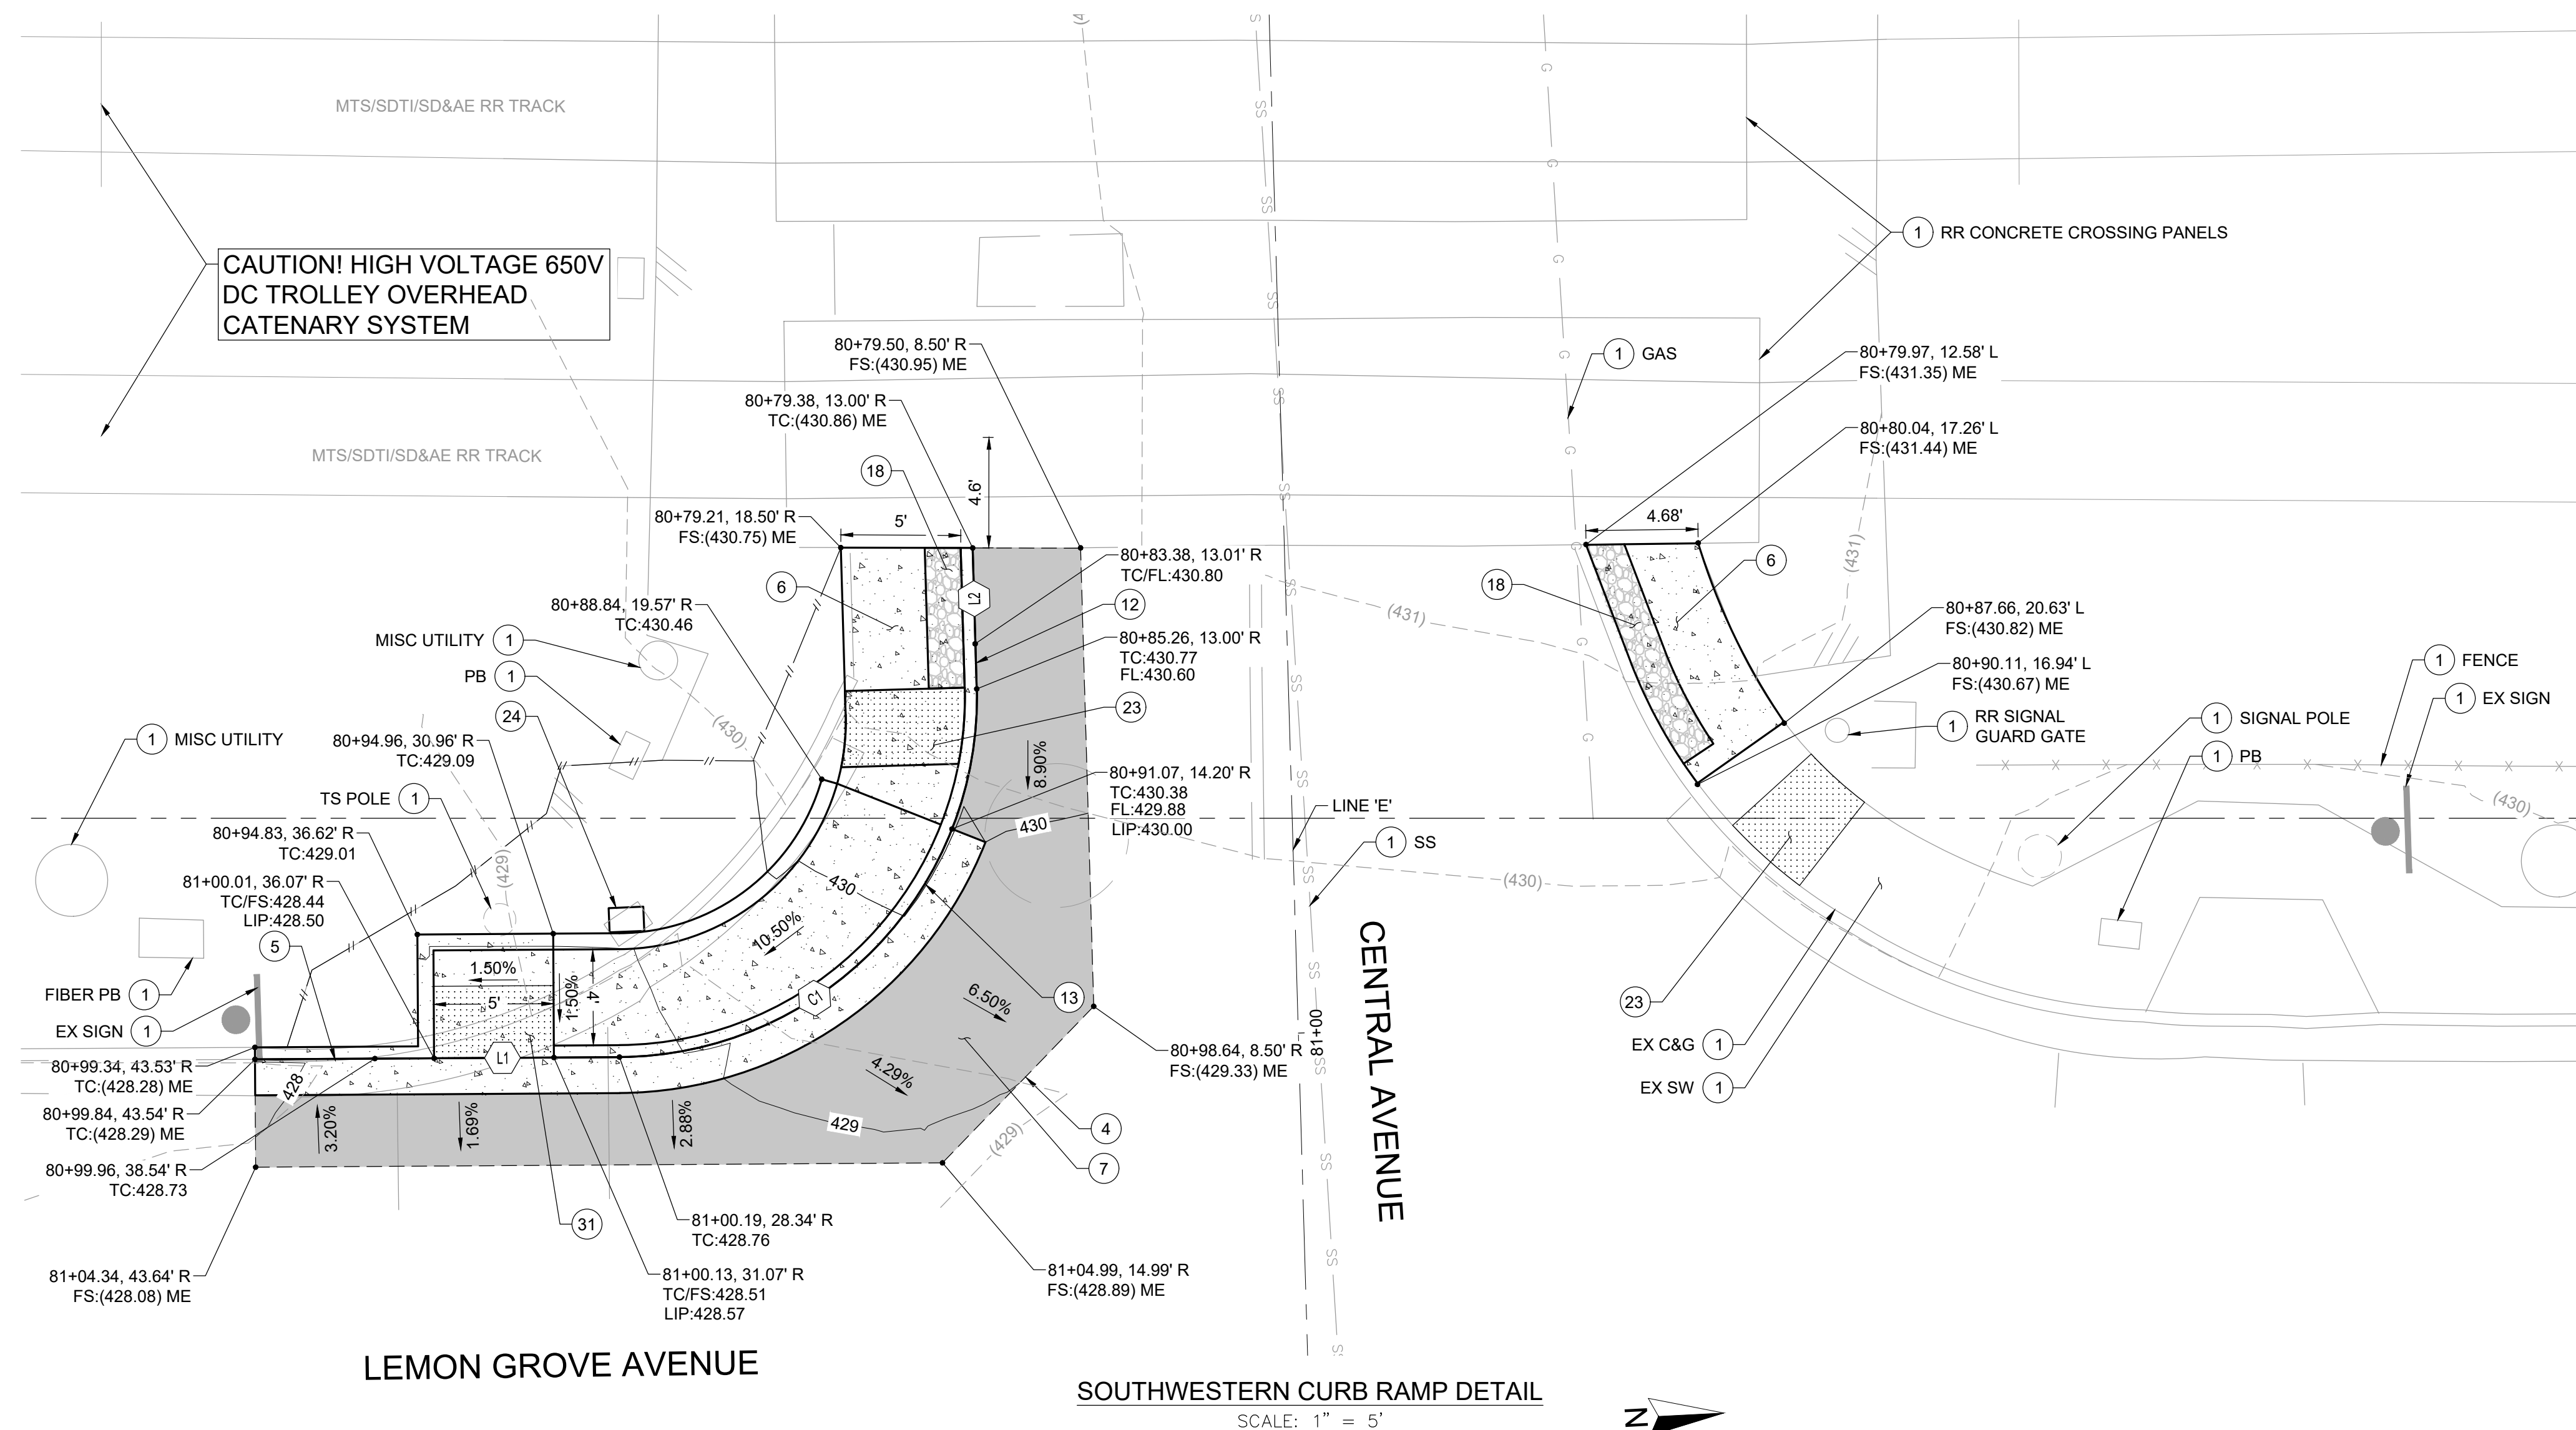 MTS/SDTI/SD&AE RR TRACK
CAUTION! HIGH VOLTAGE 650V
DC TROLLEY OVERHEAD
CATENARY SYSTEM
1 RR CONCRETE CROSSING PANELS
MTS/SDTI/SD&AE RR TRACK
80+79.50, 8.50' R
FS:(430.95) ME
80+79.38, 13.00' R
TC:(430.86) ME
18
4.6'
80+79.21, 18.50' R
FS:(430.75) ME
5'
6
L2
80+83.38, 13.01' R
TC/FL:430.80
12
80+85.26, 13.00' R
TC:430.77
FL:430.60
23
80+88.84, 19.57' R
TC:430.46
MISC UTILITY 1
PB 1
24
(430)
1 MISC UTILITY
80+94.96, 30.96' R
TC:429.09
TS POLE 1
80+94.83, 36.62' R
TC:429.01
81+00.01, 36.07' R
TC/FS:428.44
LIP:428.50
5
(429)
FIBER PB 1
EX SIGN 1
80+99.34, 43.53' R
TC:(428.28) ME
80+99.84, 43.54' R
TC:(428.29) ME
80+99.96, 38.54' R
TC:428.73
81+04.34, 43.64' R
FS:(428.08) ME
428
3.20%
1.69%
2.88%
1.50%
5'
1.50%
4'
L1
C1
10.50%
430
8.90%
430
80+91.07, 14.20' R
TC:430.38
FL:429.88
LIP:430.00
13
6.50%
4.29%
429
80+98.64, 8.50' R
FS:(429.33) ME
4
7
(429)
31
81+00.19, 28.34' R
TC:428.76
81+00.13, 31.07' R
TC/FS:428.51
LIP:428.57
81+04.99, 14.99' R
FS:(428.89) ME
LINE 'E'
1 SS
81+00
CENTRAL AVENUE
G
G
G
G
G
G
G
G
SS
SS
SS
SS
SS
SS
SS
SS
SS
SS
SS
SS
SS
SS
1 GAS
80+79.97, 12.58' L
FS:(431.35) ME
80+80.04, 17.26' L
FS:(431.44) ME
4.68'
18
6
(431)
(431)
(430)
80+87.66, 20.63' L
FS:(430.82) ME
80+90.11, 16.94' L
FS:(430.67) ME
1 RR SIGNAL
GUARD GATE
1 SIGNAL POLE
1 PB
1 FENCE
1 EX SIGN
X X X X X X X X X
(430)
23
EX C&G 1
EX SW 1
LEMON GROVE AVENUE
SOUTHWESTERN CURB RAMP DETAIL
SCALE: 1" = 5'
N